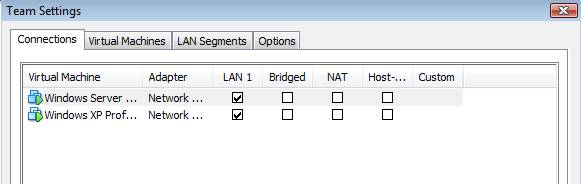 Team Settings
Connections Virtual Machines LAN Segments Options
Virtual Machine Adapter LAN 1 Bridged NAT Host-... Custom
Windows Server ... Network ...
Windows XP Prof... Network ...